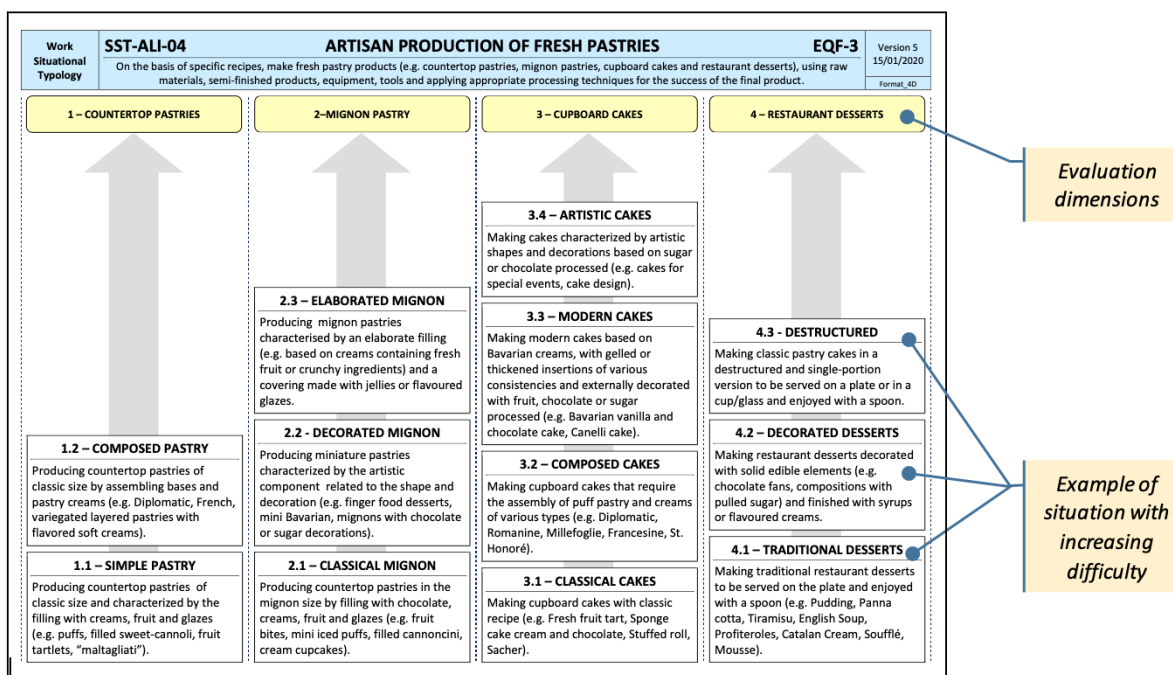 Work
Situational
Typology
SST-ALI-04
ARTISAN PRODUCTION OF FRESH PASTRIES
EQF-3
On the basis of specific recipes, make fresh pastry products (e.g. countertop pastries, mignon pastries, cupboard cakes and restaurant desserts), using raw
materials, semi-finished products, equipment, tools and applying appropriate processing techniques for the success of the final product.
Version 5
15/01/2020
Format_4D
1 – COUNTERTOP PASTRIES
2–MIGNON PASTRY
3 – CUPBOARD CAKES
4 – RESTAURANT DESSERTS
1.2 – COMPOSED PASTRY
Producing countertop pastries of
classic size by assembling bases and
pastry creams (e.g. Diplomatic, French,
variegated layered pastries with
flavored soft creams).
1.1 – SIMPLE PASTRY
Producing countertop pastries of
classic size and characterized by the
filling with creams, fruit and glazes
(e.g. puffs, filled sweet-cannoli, fruit
tartlets, “maltagliati”).
2.3 – ELABORATED MIGNON
Producing mignon pastries
characterised by an elaborate filling
(e.g. based on creams containing fresh
fruit or crunchy ingredients) and a
covering made with jellies or flavoured
glazes.
2.2 - DECORATED MIGNON
Producing miniature pastries
characterized by the artistic
component related to the shape and
decoration (e.g. finger food desserts,
mini Bavarian, mignons with chocolate
or sugar decorations).
2.1 – CLASSICAL MIGNON
Producing countertop pastries in the
mignon size by filling with chocolate,
creams, fruit and glazes (e.g. fruit
bites, mini iced puffs, filled cannoncini,
cream cupcakes).
3.4 – ARTISTIC CAKES
Making cakes characterized by artistic
shapes and decorations based on sugar
or chocolate processed (e.g. cakes for
special events, cake design).
3.3 – MODERN CAKES
Making modern cakes based on
Bavarian creams, with gelled or
thickened insertions of various
consistencies and externally decorated
with fruit, chocolate or sugar
processed (e.g. Bavarian vanilla and
chocolate cake, Canelli cake).
3.2 – COMPOSED CAKES
Making cupboard cakes that require
the assembly of puff pastry and creams
of various types (e.g. Diplomatic,
Romanine, Millefoglie, Francesine, St.
Honoré).
3.1 – CLASSICAL CAKES
Making cupboard cakes with classic
recipe (e.g. Fresh fruit tart, Sponge
cake cream and chocolate, Stuffed roll,
Sacher).
4.3 - DESTRUCTURED
Making classic pastry cakes in a
destructured and single-portion
version to be served on a plate or in a
cup/glass and enjoyed with a spoon.
4.2 – DECORATED DESSERTS
Making restaurant desserts decorated
with solid edible elements (e.g.
chocolate fans, compositions with
pulled sugar) and finished with syrups
or flavoured creams.
4.1 – TRADITIONAL DESSERTS
Making traditional restaurant desserts
to be served on the plate and enjoyed
with a spoon (e.g. Pudding, Panna
cotta, Tiramisu, English Soup,
Profiteroles, Catalan Cream, Soufflé,
Mousse).
Evaluation
dimensions
Example of
situation with
increasing
difficulty